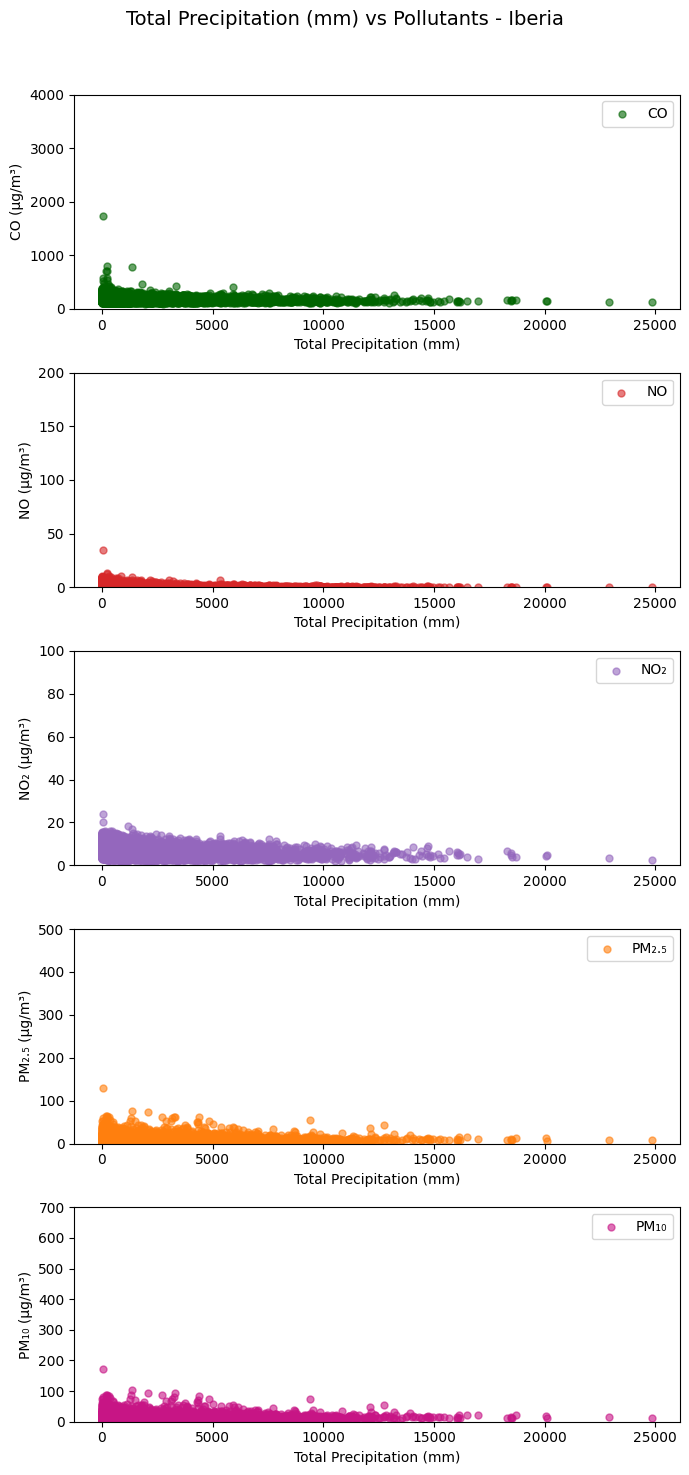 Total Precipitation (mm) vs Pollutants - Iberia
4000
3000
2000
1000
0
CO (μg/m³)
CO
0 5000 10000 15000 20000 25000
Total Precipitation (mm)
200
150
100
50
0
NO (μg/m³)
NO
0 5000 10000 15000 20000 25000
Total Precipitation (mm)
100
80
60
40
20
0
NO₂ (μg/m³)
NO₂
0 5000 10000 15000 20000 25000
Total Precipitation (mm)
500
400
300
200
100
0
PM₂.₅ (μg/m³)
PM₂.₅
0 5000 10000 15000 20000 25000
Total Precipitation (mm)
700
600
500
400
300
200
100
0
PM₁₀ (μg/m³)
PM₁₀
0 5000 10000 15000 20000 25000
Total Precipitation (mm)